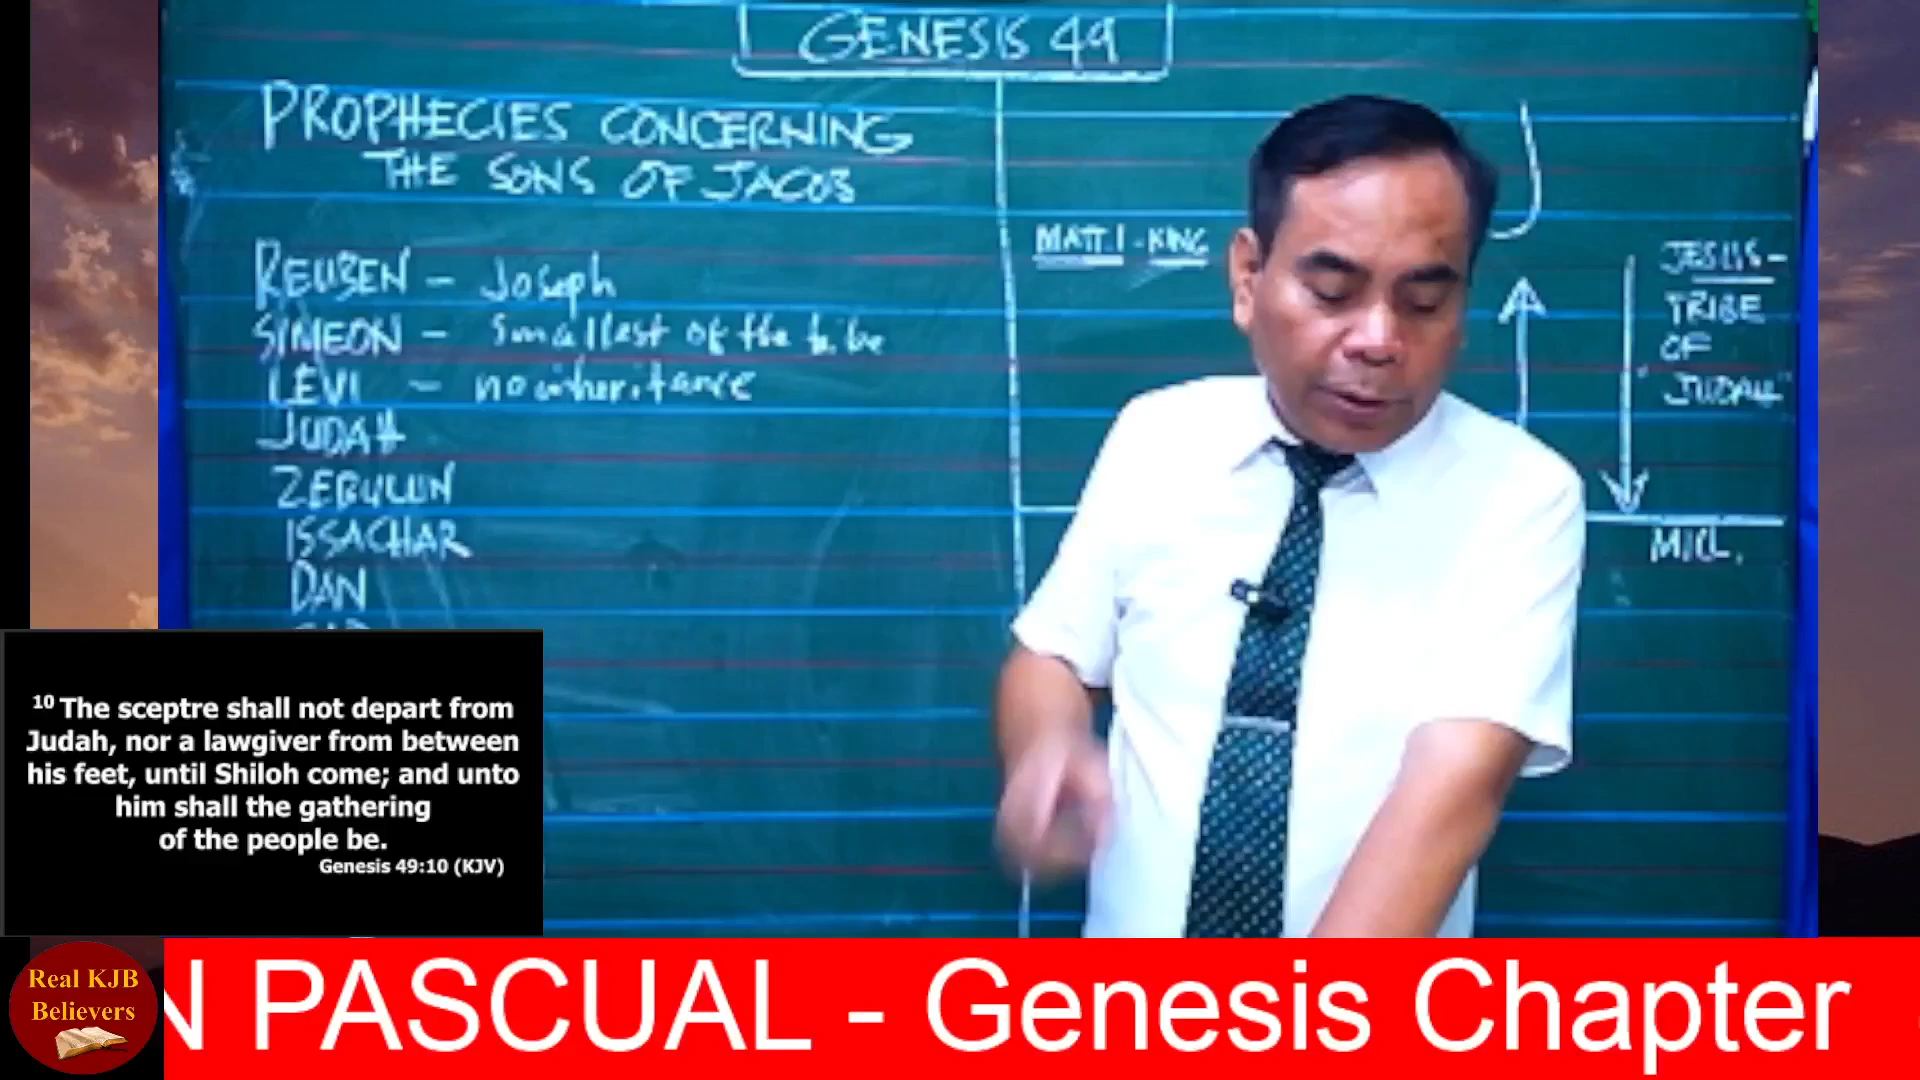 GENESIS 49
PROPHECIES CONCERNING
THE SONS OF JACOB
REUBEN - Joseph
SIMEON - Smallest of the tribe
LEVI - no inheritance
JUDAH
ZEBULUN
ISSACHAR
DAN
MATT. 1 - KING
JESUS -
TRIBE
OF
"JUDAH"
MILL.
10 The sceptre shall not depart from
Judah, nor a lawgiver from between
his feet, until Shiloh come; and unto
him shall the gathering
of the people be.
Genesis 49:10 (KJV)
Real KJB
Believers
N PASCUAL - Genesis Chapter